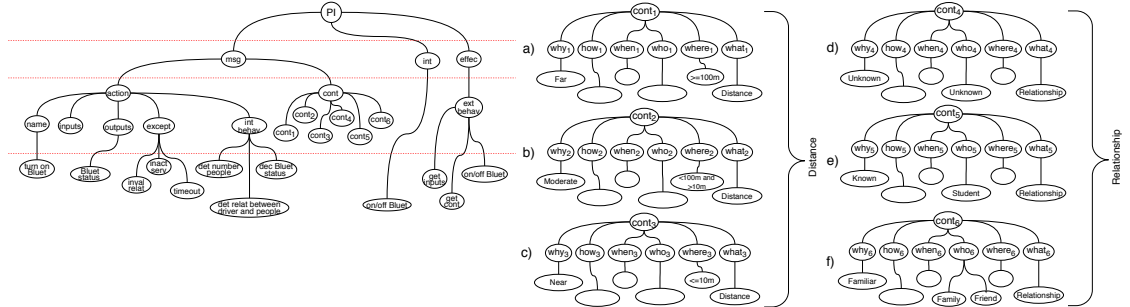 PI
msg
int
effec
action
cont
ext
behav
name
inputs
outputs
except
int
behav
cont1
cont2
cont3
cont4
cont5
cont6
turn on
Bluet
Bluet
status
inval
relat
inact
serv
timeout
det number
people
dec Bluet
status
det relat between
driver and people
on/off Bluet
get
inputs
get
cont
on/off Bluet
a)
cont1
why1
how1
when1
who1
where1
what1
Far
>=100m
Distance
b)
cont2
why2
how2
when2
who2
where2
what2
Moderate
<100m and
>10m
Distance
c)
cont3
why3
how3
when3
who3
where3
what3
Near
<=10m
Distance
Distance
d)
cont4
why4
how4
when4
who4
where4
what4
Unknown
Unknown
Relationship
e)
cont5
why5
how5
when5
who5
where5
what5
Known
Student
Relationship
f)
cont6
why6
how6
when6
who6
where6
what6
Familiar
Family
Friend
Relationship
Relationship